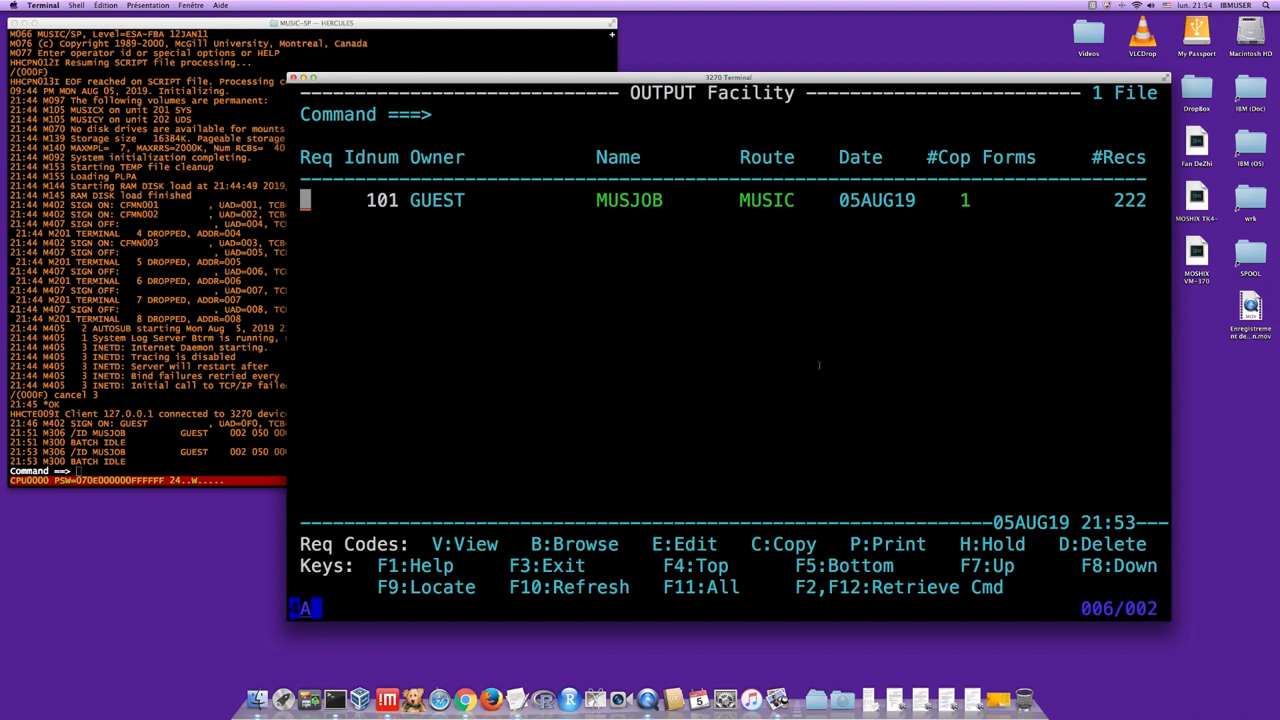 Terminal Shell Édition Présentation Fenêtre Aide
lun. 21:54 IBMUSER
MUSIC-SP — HERCULES
M066 MUSIC/SP, Level=ESA-FBA 12JAN11
M076 (c) Copyright 1989-2000, McGill University, Montreal, Canada
M077 Enter operator id or special options or HELP
HHCPN012I Resuming SCRIPT file processing...
/(000F)
HHCPN013I EOF reached on SCRIPT file. Processing c
09:44 PM MON AUG 05, 2019. Initializing.
21:44 M097 The following volumes are permanent:
21:44 M105 MUSICX on unit 201 SYS
21:44 M105 MUSICY on unit 202 UDS
21:44 M070 No disk drives are available for mounts
21:44 M139 Storage size 16384K. Pageable storage
21:44 M140 MAXMPL= 7, MAXRRS=2000K, Num RCBs= 40
21:44 M092 System initialization completing.
21:44 M153 Starting TEMP file cleanup
21:44 M155 Loading PLPA
21:44 M144 Starting RAM DISK load at 21:44:49 2019,
21:44 M145 RAM DISK load finished
21:44 M402 SIGN ON: CFMN001 , UAD=001, TCB
21:44 M402 SIGN ON: CFMN002 , UAD=002, TCB
21:44 M407 SIGN OFF: , UAD=004,
21:44 M201 TERMINAL 4 DROPPED, ADDR=004
21:44 M402 SIGN ON: CFMN003 , UAD=003, TCB
21:44 M407 SIGN OFF: , UAD=005,
21:44 M201 TERMINAL 5 DROPPED, ADDR=005
21:44 M407 SIGN OFF: , UAD=006,
21:44 M201 TERMINAL 6 DROPPED, ADDR=006
21:44 M407 SIGN OFF: , UAD=007,
21:44 M201 TERMINAL 7 DROPPED, ADDR=007
21:44 M407 SIGN OFF: , UAD=008,
21:44 M201 TERMINAL 8 DROPPED, ADDR=008
21:44 M405 2 AUTOSUB starting Mon Aug 5, 2019 2
21:44 M405 1 System Log Server Btrm is running,
21:44 M405 3 INETD: Internet Daemon starting.
21:44 M405 3 INETD: Tracing is disabled
21:44 M405 3 INETD: Server will restart after
21:44 M405 3 INETD: Bind failures retried every
21:44 M405 3 INETD: Initial call to TCP/IP faile
/(000F) cancel 3
21:45 *OK
HHCTE009I Client 127.0.0.1 connected to 3270 devic
21:46 M402 SIGN ON: GUEST , UAD=0F0, TCB
21:51 M306 /ID MUSJOB GUEST 002 050 00
21:51 M300 BATCH IDLE
21:53 M306 /ID MUSJOB GUEST 002 050 00
21:53 M300 BATCH IDLE
Command ==>
CPU0000 PSW=070E000000FFFFFF 24..W.....
3270 Terminal
OUTPUT Facility 1 File
Command ===>
Req Idnum Owner Name Route Date #Cop Forms #Recs
101 GUEST MUSJOB MUSIC 05AUG19 1 222
05AUG19 21:53
Req Codes: V:View B:Browse E:Edit C:Copy P:Print H:Hold D:Delete
Keys: F1:Help F3:Exit F4:Top F5:Bottom F7:Up F8:Down
F9:Locate F10:Refresh F11:All F2,F12:Retrieve Cmd
4A 006/002
Videos VLCDrop My Passport Macintosh HD
DropBox IBM (Doc)
Fan DeZhi IBM (OS)
MOSHIX TK4- wrk
MOSHIX VM-370 SPOOL
MOV
Enregistrement de...n.mov